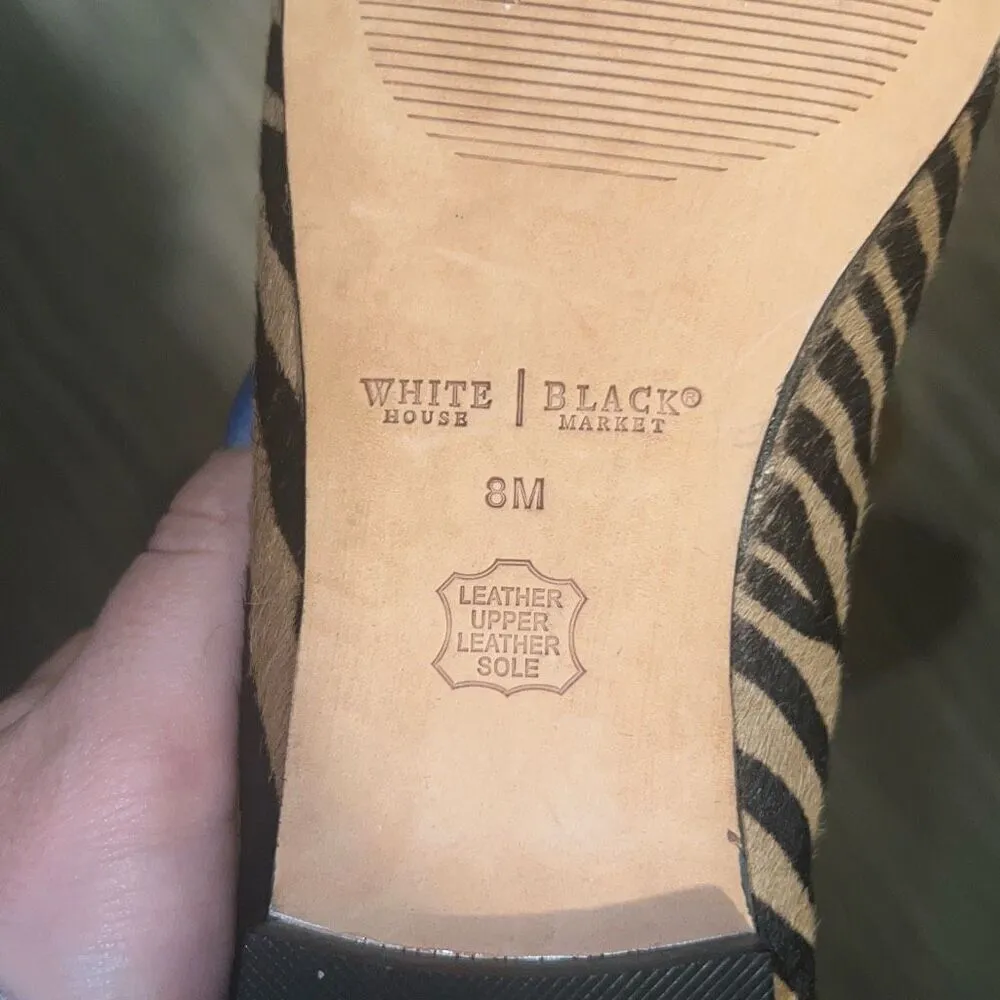 WHITE | BLACK®
HOUSE MARKET
8M
LEATHER
UPPER
LEATHER
SOLE